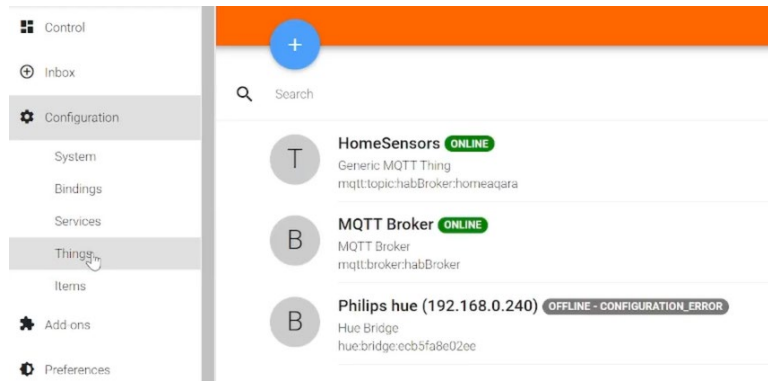 Control
Inbox
Configuration
System
Bindings
Services
Things
Items
Add-ons
Preferences
+
Search
T
HomeSensors ONLINE
Generic MQTT Thing
mqtt:topic:habBroker:homeaqara
B
MQTT Broker ONLINE
MQTT Broker
mqtt:broker:habBroker
B
Philips hue (192.168.0.240) OFFLINE - CONFIGURATION_ERROR
Hue Bridge
hue:bridge:ecb5fa8e02ee